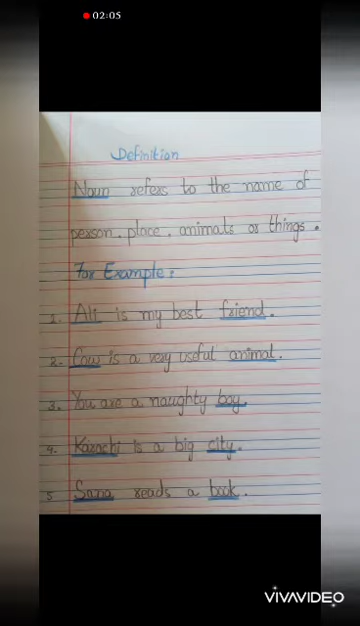 02:05
Definition
Noun refers to the name of
person, place, animals or things.
For Example:
1. Ali is my best friend.
2. Cow is a very useful animal.
3. You are a naughty boy.
4. Karachi is a big city.
5 Sana reads a book.
VIVAVIDEO